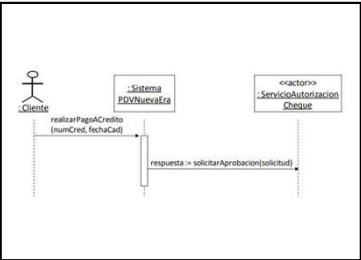 : Cliente
: Sistema
PDVNuevaEra
<<actor>>
: ServicioAutorizacion
Cheque
realizarPagoACredito
(numCred, fechaCad)
respuesta := solicitarAprobacion(solicitud)